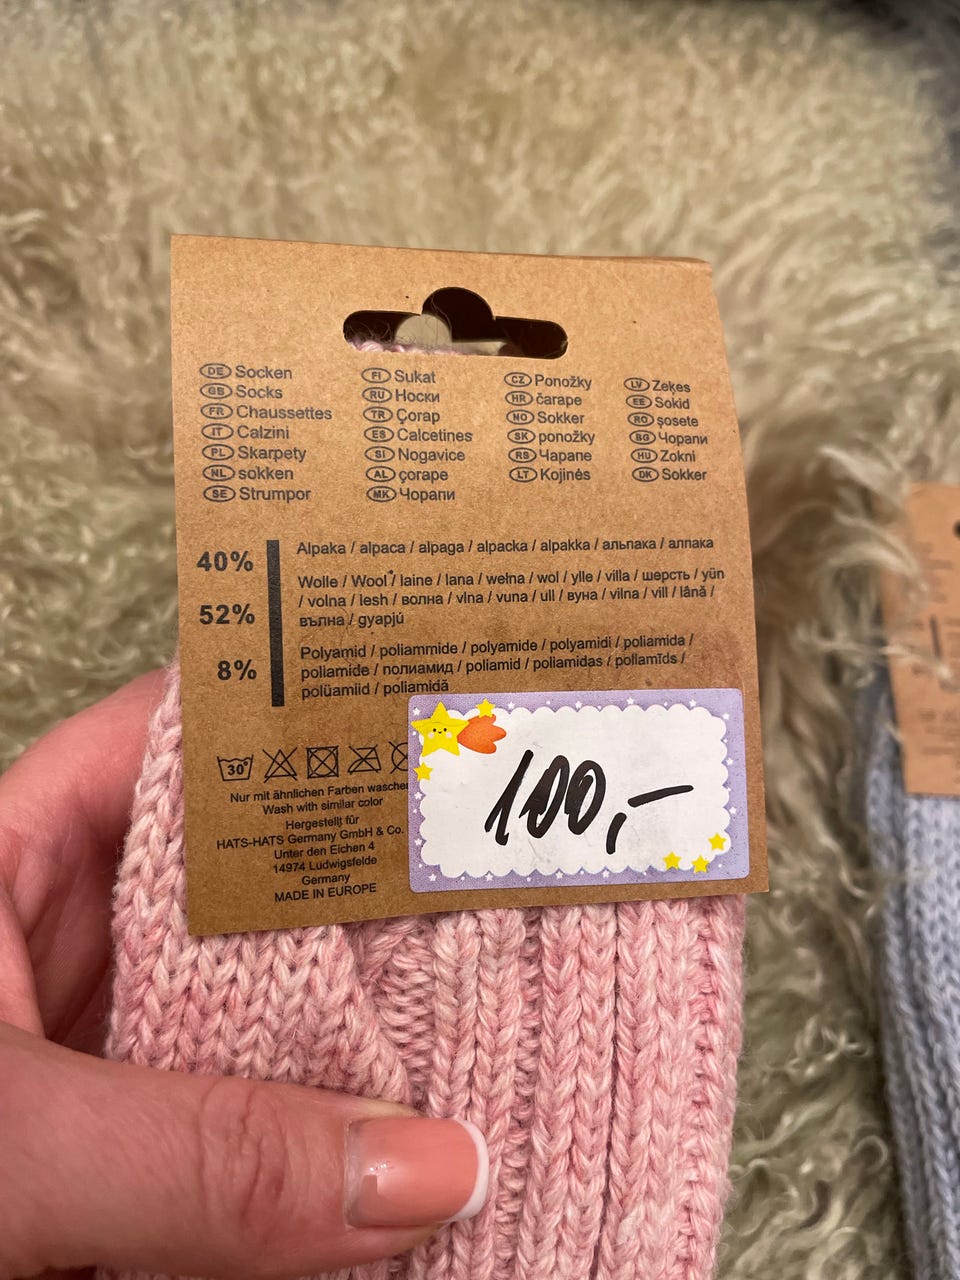 DE Socken
GB Socks
FR Chaussettes
IT Calzini
PL Skarpety
NL sokken
SE Strumpor
FI Sukat
RU Носки
TR Çorap
ES Calcetines
SI Nogavice
AL çorape
MK Чорапи
CZ Ponožky
HR čarape
NO Sokker
SK ponožky
RS Чарапе
LT Kojinės
LV Zeķes
EE Sokid
RO șosete
BG Чорапи
HU Zokni
DK Sokker
40% Alpaka / alpaca / alpaga / alpacka / alpakka / альпака / алпака
52% Wolle / Wool / laine / lana / wełna / wol / ylle / villa / шерсть / yün
/ volna / lesh / волна / vlna / vuna / ull / вуна / vilna / vill / lână /
вълна / gyapjú
8% Polyamid / poliammide / polyamide / polyamidi / poliamida /
poliamide / полиамид / poliamid / poliamidas / poliamīds /
polüamiid / poliamidă
30°
Nur mit ähnlichen Farben waschen
Wash with similar color
Hergestellt für
HATS-HATS Germany GmbH & Co.
Unter den Eichen 4
14974 Ludwigsfelde
Germany
MADE IN EUROPE
100,-